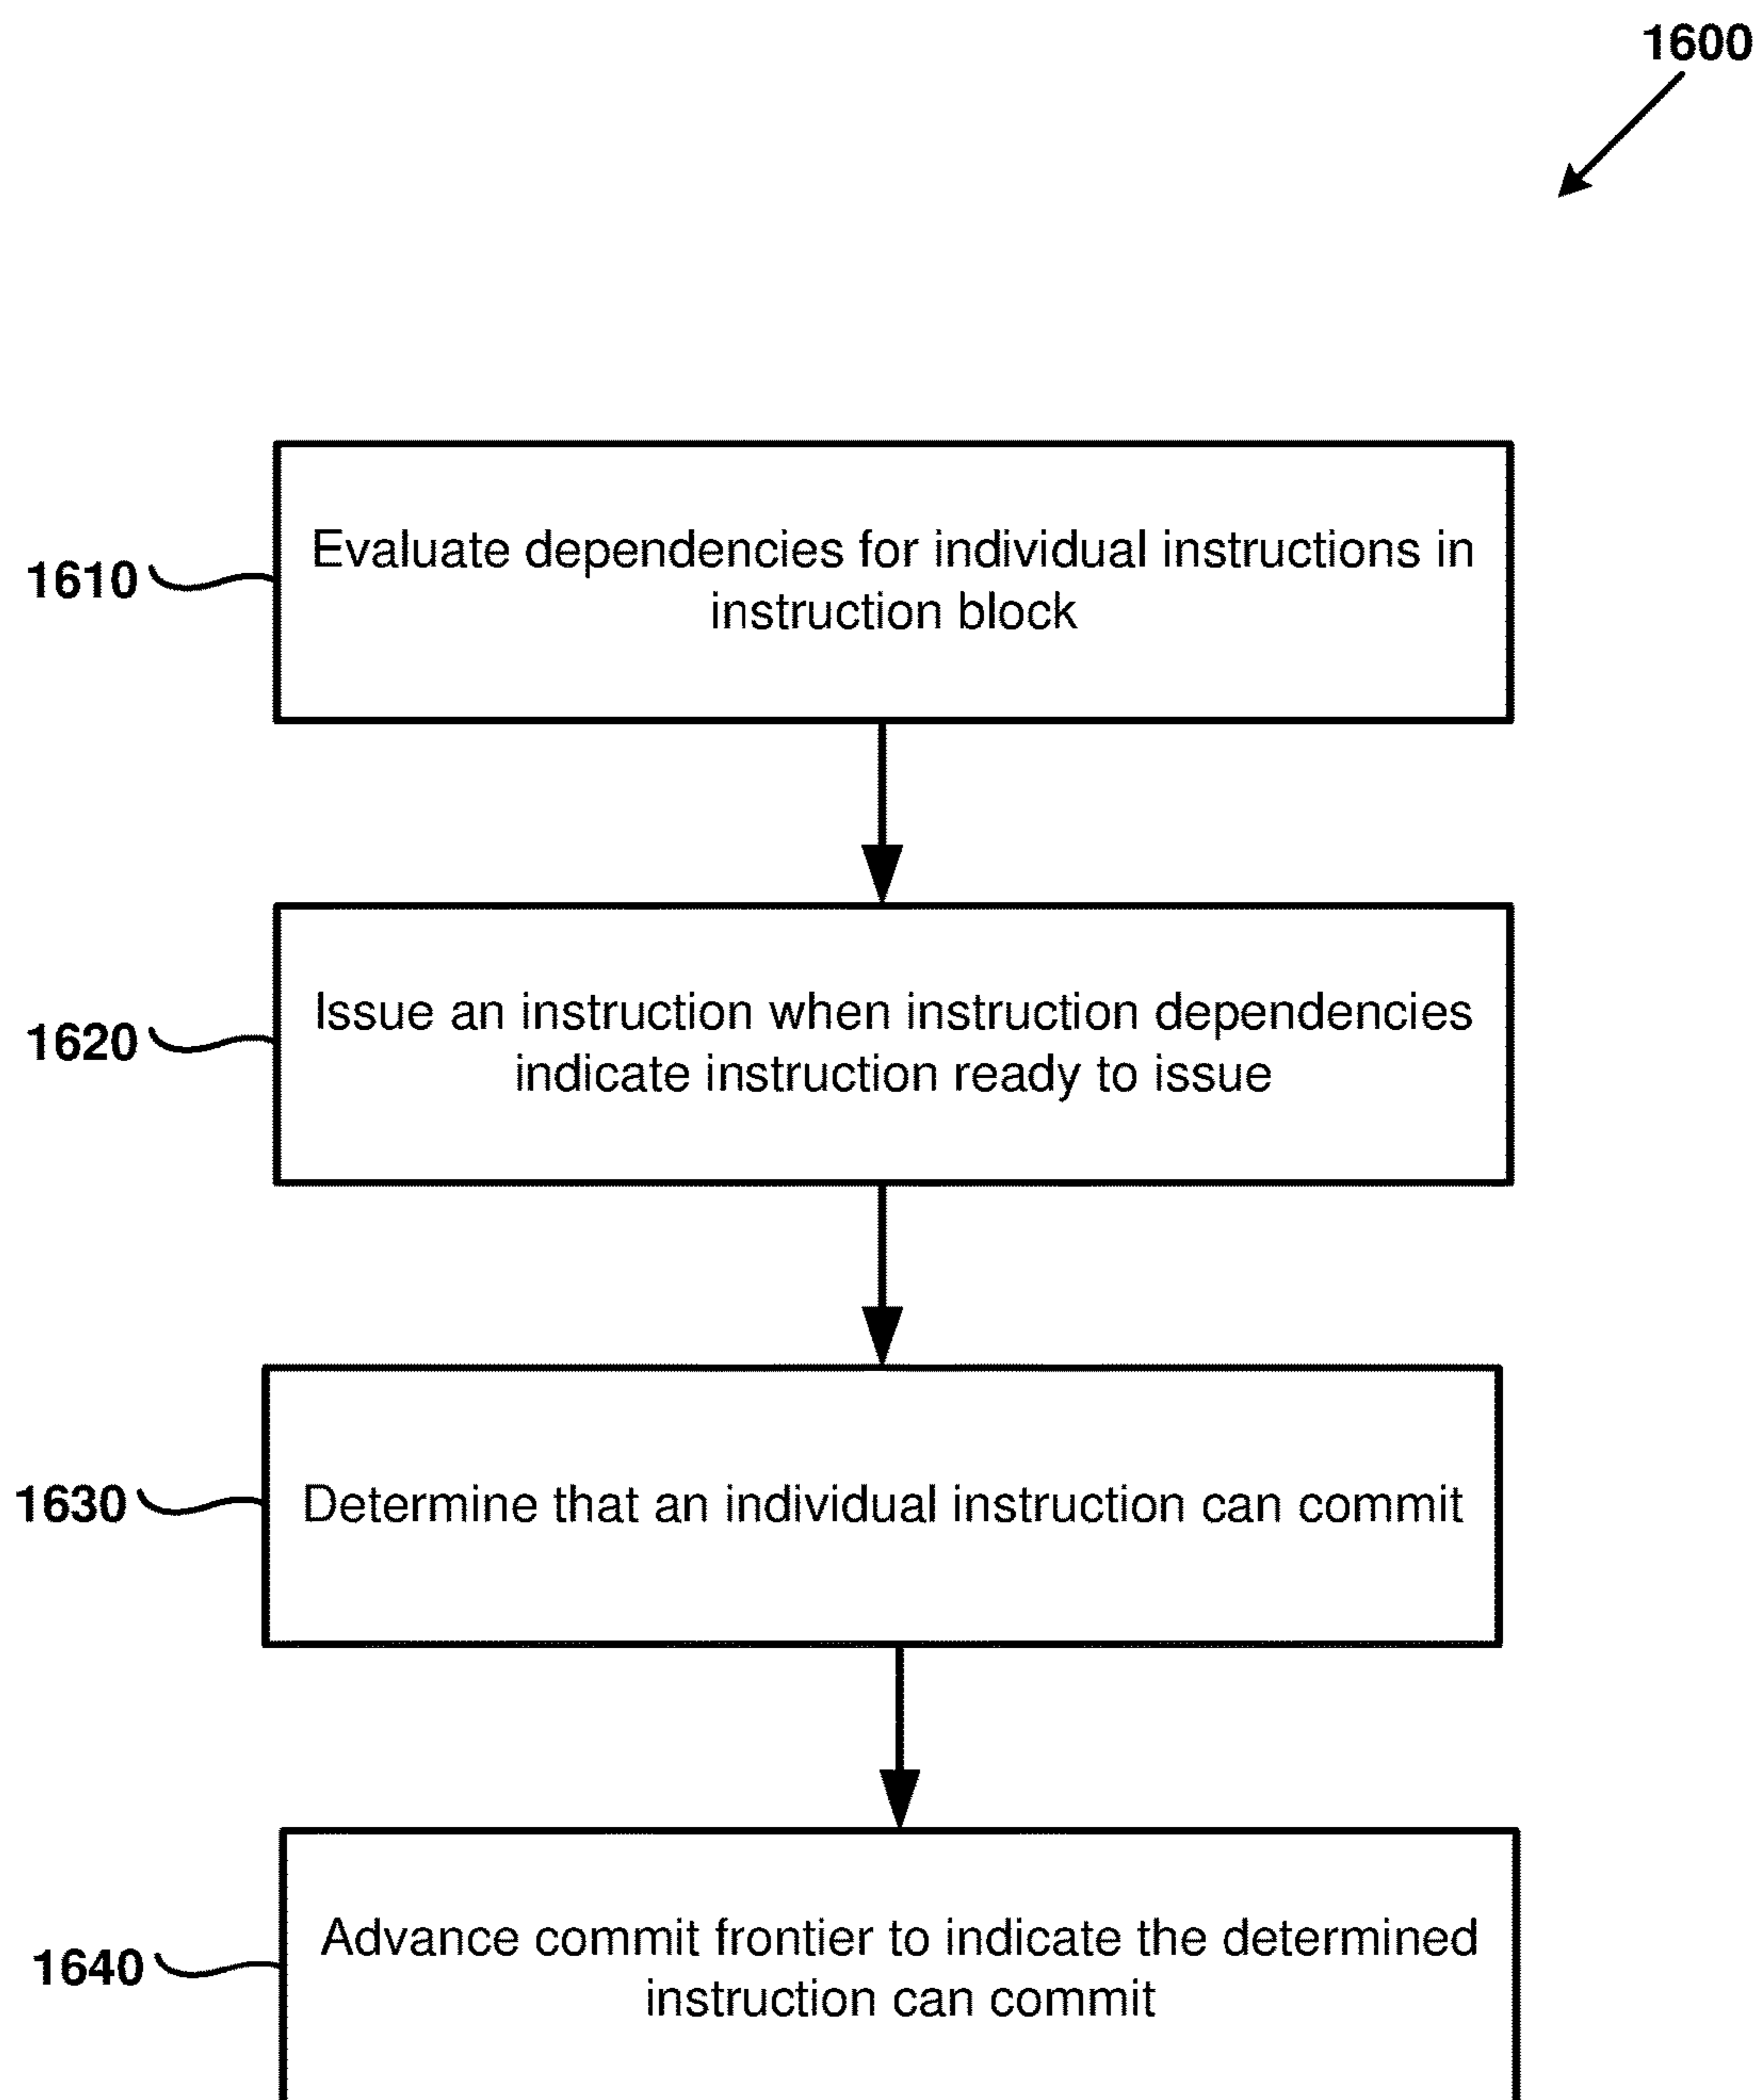 1600
1610
Evaluate dependencies for individual instructions in
instruction block
1620
Issue an instruction when instruction dependencies
indicate instruction ready to issue
1630
Determine that an individual instruction can commit
1640
Advance commit frontier to indicate the determined
instruction can commit